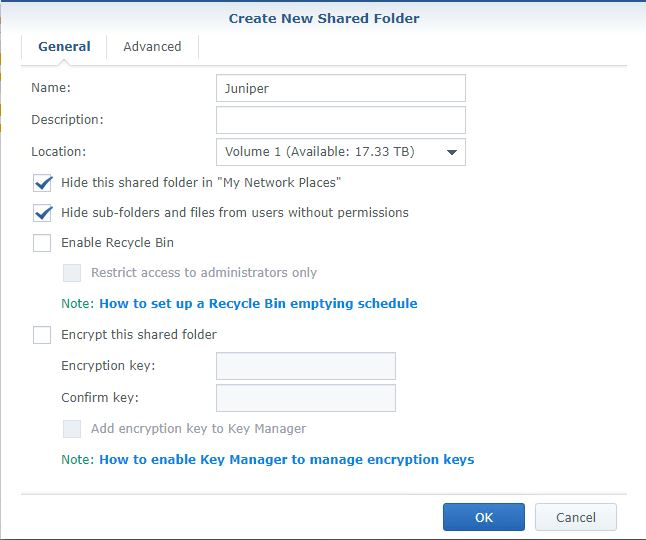 Create New Shared Folder
General Advanced
Name: Juniper
Description:
Location: Volume 1 (Available: 17.33 TB)
Hide this shared folder in "My Network Places"
Hide sub-folders and files from users without permissions
Enable Recycle Bin
Restrict access to administrators only
Note: How to set up a Recycle Bin emptying schedule
Encrypt this shared folder
Encryption key:
Confirm key:
Add encryption key to Key Manager
Note: How to enable Key Manager to manage encryption keys
OK Cancel